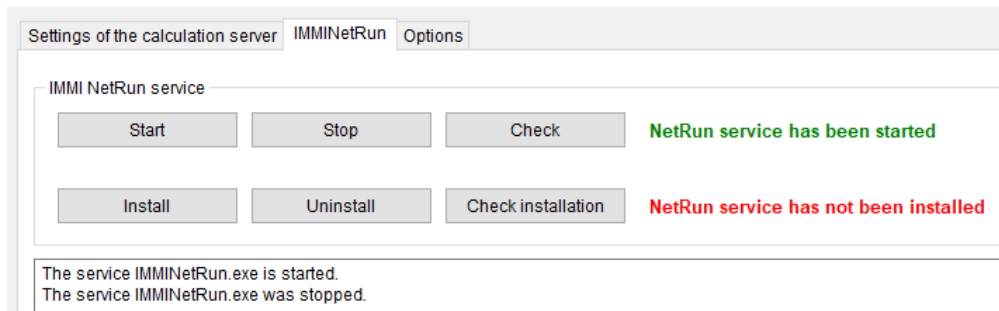 Settings of the calculation server IMMINetRun Options
IMMI NetRun service
Start Stop Check NetRun service has been started
Install Uninstall Check installation NetRun service has not been installed
The service IMMINetRun.exe is started.
The service IMMINetRun.exe was stopped.